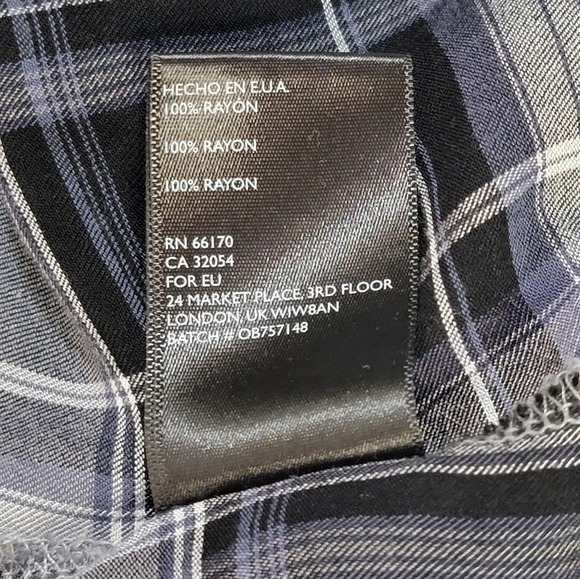 HECHO EN E.U.A.
100% RAYON
100% RAYON
100% RAYON
RN 66170
CA 32054
FOR EU
24 MARKET PLACE, 3RD FLOOR
LONDON, UK WIW8AN
BATCH # OB757148